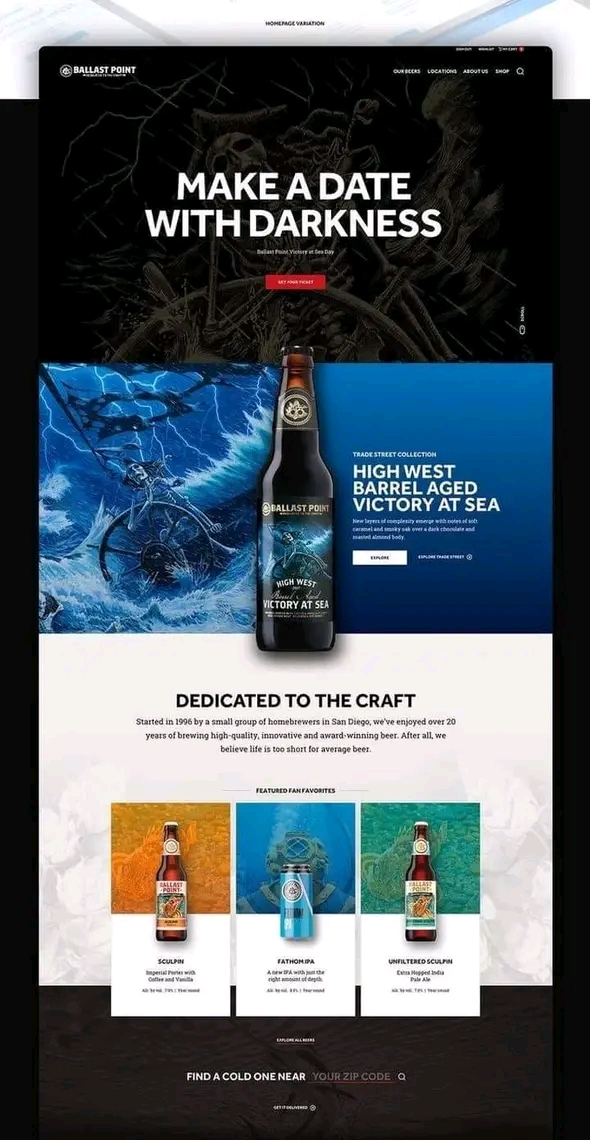 HOMEPAGE VARIATION
SIGN OUT WISHLIST MY CART
BALLAST POINT
OUR BEERS LOCATIONS ABOUT US SHOP
MAKE A DATE
WITH DARKNESS
Ballast Point Victory at Sea Day
GET YOUR TICKET
BALLAST POINT
HIGH WEST
Barrel Aged
VICTORY AT SEA
TRADE STREET COLLECTION
HIGH WEST
BARREL AGED
VICTORY AT SEA
New layers of complexity emerge with notes of soft
caramel and smoky oak over a dark chocolate and
roasted almond body.
EXPLORE EXPLORE TRADE STREET
DEDICATED TO THE CRAFT
Started in 1996 by a small group of homebrewers in San Diego, we've enjoyed over 20
years of brewing high-quality, innovative and award-winning beer. After all, we
believe life is too short for average beer.
FEATURED FAN FAVORITES
BALLAST
POINT
BALLAST
POINT
SCULPIN
Imperial Porter with
Coffee and Vanilla
Alc. by vol. 7.0% | Year round
FATHOM IPA
A new IPA with just the
right amount of depth.
Alc. by vol. | Year round
UNFILTERED SCULPIN
Extra Hopped India
Pale Ale
Alc. by vol. 7.0% | Year round
EXPLORE ALL BEERS
FIND A COLD ONE NEAR YOUR ZIP CODE
GET IT DELIVERED